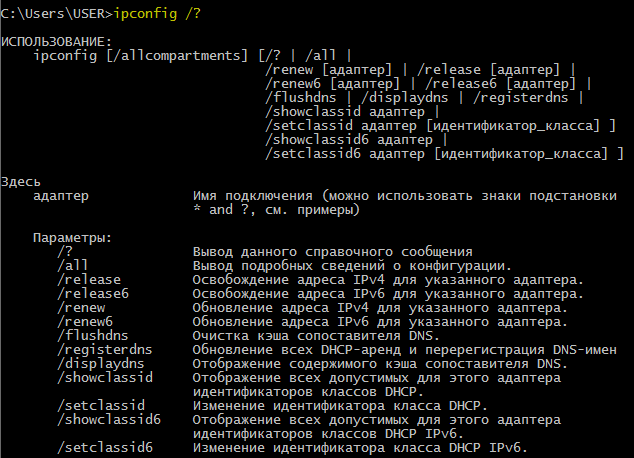 C:\Users\USER>ipconfig /?
ИСПОЛЬЗОВАНИЕ:
ipconfig [/allcompartments] [/? | /all |
/renew [адаптер] | /release [адаптер] |
/renew6 [адаптер] | /release6 [адаптер] |
/flushdns | /displaydns | /registerdns |
/showclassid адаптер |
/setclassid адаптер [идентификатор_класса] ]
/showclassid6 адаптер |
/setclassid6 адаптер [идентификатор_класса] ]
Здесь
адаптер Имя подключения (можно использовать знаки подстановки
* and ?, см. примеры)
Параметры:
/? Вывод данного справочного сообщения
/all Вывод подробных сведений о конфигурации.
/release Освобождение адреса IPv4 для указанного адаптера.
/release6 Освобождение адреса IPv6 для указанного адаптера.
/renew Обновление адреса IPv4 для указанного адаптера.
/renew6 Обновление адреса IPv6 для указанного адаптера.
/flushdns Очистка кэша сопоставителя DNS.
/registerdns Обновление всех DHCP-аренд и перерегистрация DNS-имен
/displaydns Отображение содержимого кэша сопоставителя DNS.
/showclassid Отображение всех допустимых для этого адаптера
идентификаторов классов DHCP.
/setclassid Изменение идентификатора класса DHCP.
/showclassid6 Отображение всех допустимых для этого адаптера
идентификаторов классов DHCP IPv6.
/setclassid6 Изменение идентификатора класса DHCP IPv6.